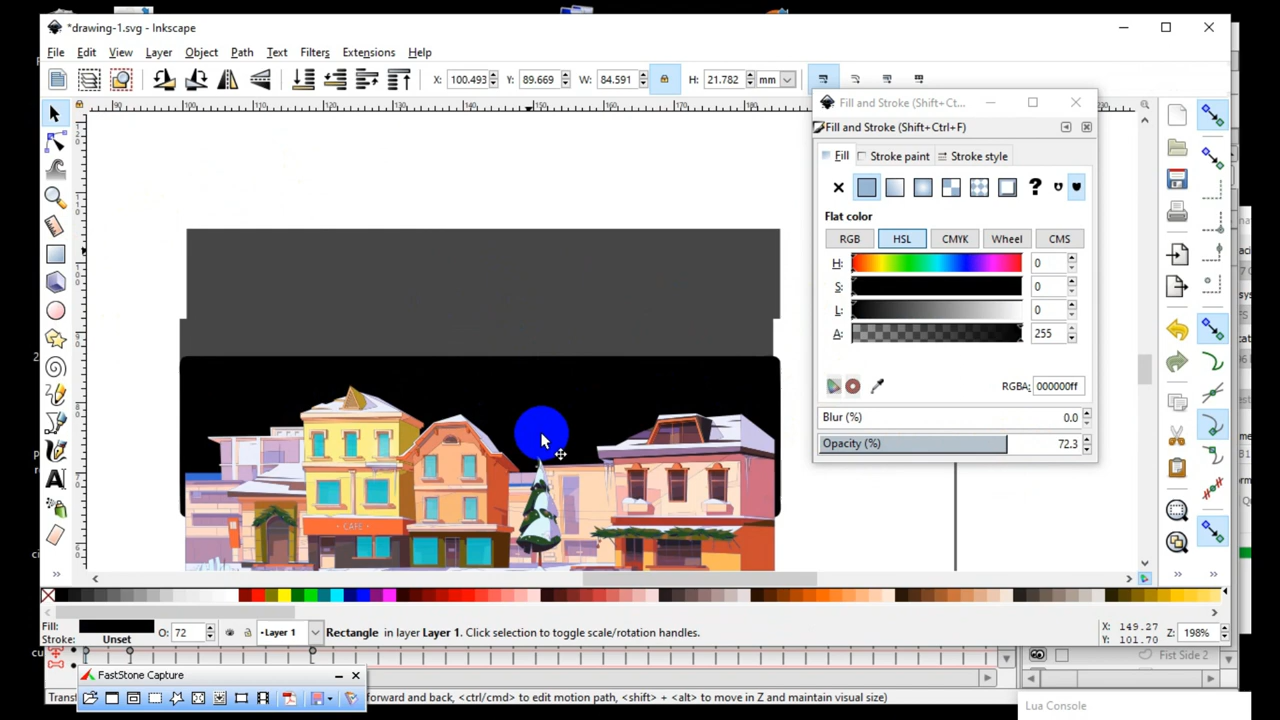 *drawing-1.svg - Inkscape
File Edit View Layer Object Path Text Filters Extensions Help
X: 100.493 Y: 89.669 W: 84.591 H: 21.782 mm
Fill and Stroke (Shift+Ct...
Fill and Stroke (Shift+Ctrl+F)
Fill Stroke paint Stroke style
Flat color
RGB HSL CMYK Wheel CMS
H: 0
S: 0
L: 0
A: 255
RGBA: 000000ff
Blur (%) 0.0
Opacity (%) 72.3
CAFE
Fill: O: 72 Layer 1 Rectangle in layer Layer 1. Click selection to toggle scale/rotation handles. X: 149.27 Z: 198%
Stroke: Unset Y: 101.70
Fist Side 2
FastStone Capture
Trans forward and back, <ctrl/cmd> to edit motion path, <shift> + <alt> to move in Z and maintain visual size)
Lua Console